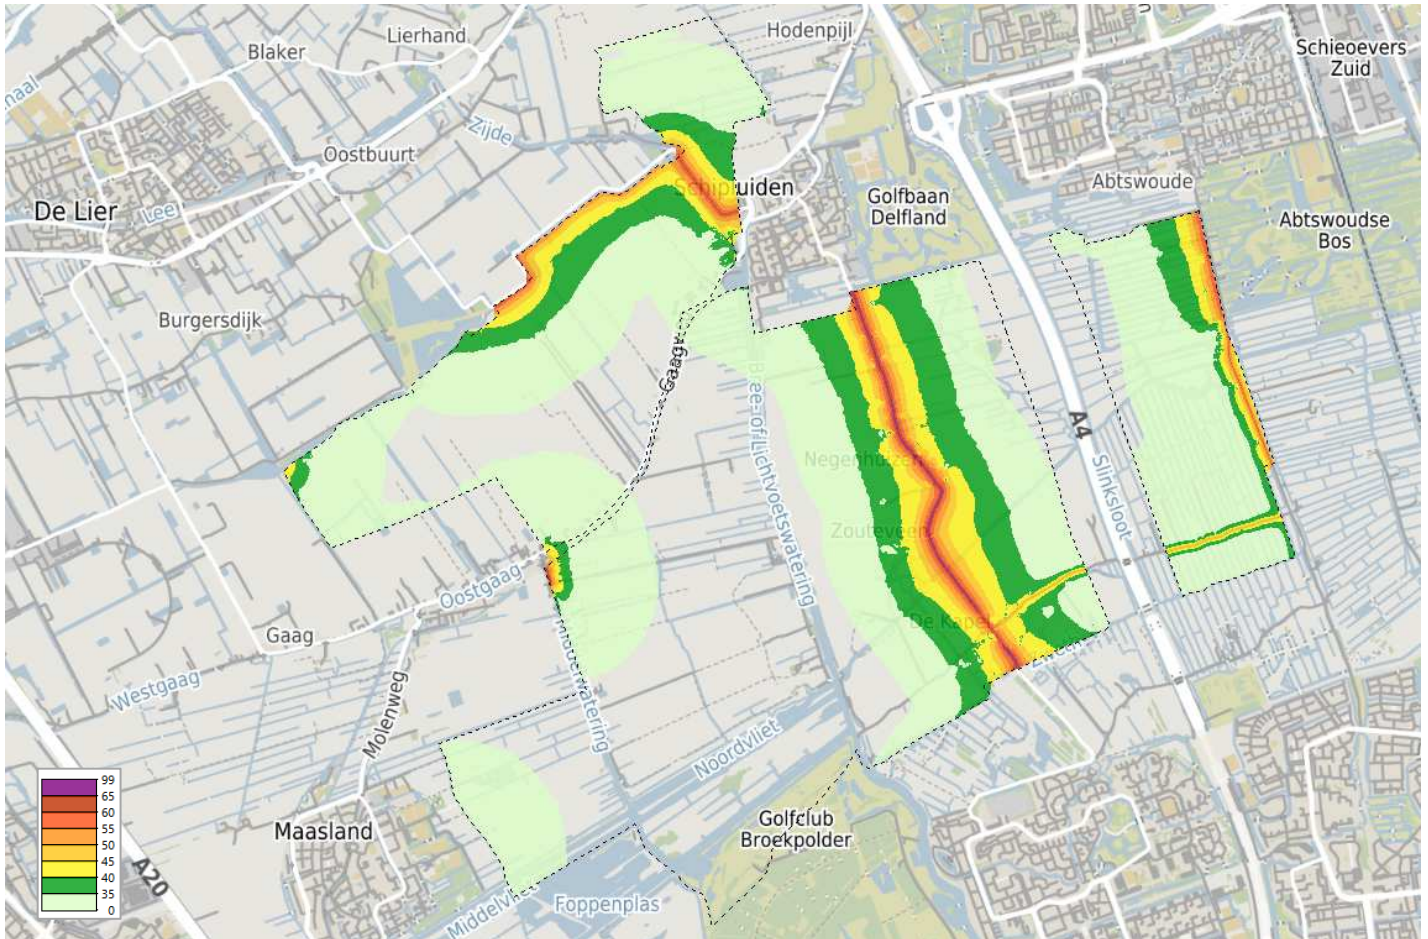 Hodenpijl
Lierhand
Blaker
Schieoevers
Zuid
Zijde
Oostbuurt
Schipluiden
Abtswoude
Golfbaan
Delfland
De Lier
Lee
Abtswoudse
Bos
Burgersdijk
Gaag
A4
Negenhuizen
Slinksloot
Zouteveen
Oostgaag
De Kapel
Gaag
Westgaag
Molenweg
Noordvliet
99
65
60
55
50
45
40
35
0
Maasland
Golfclub
Broekpolder
A20
Middelvliet
Foppenplas